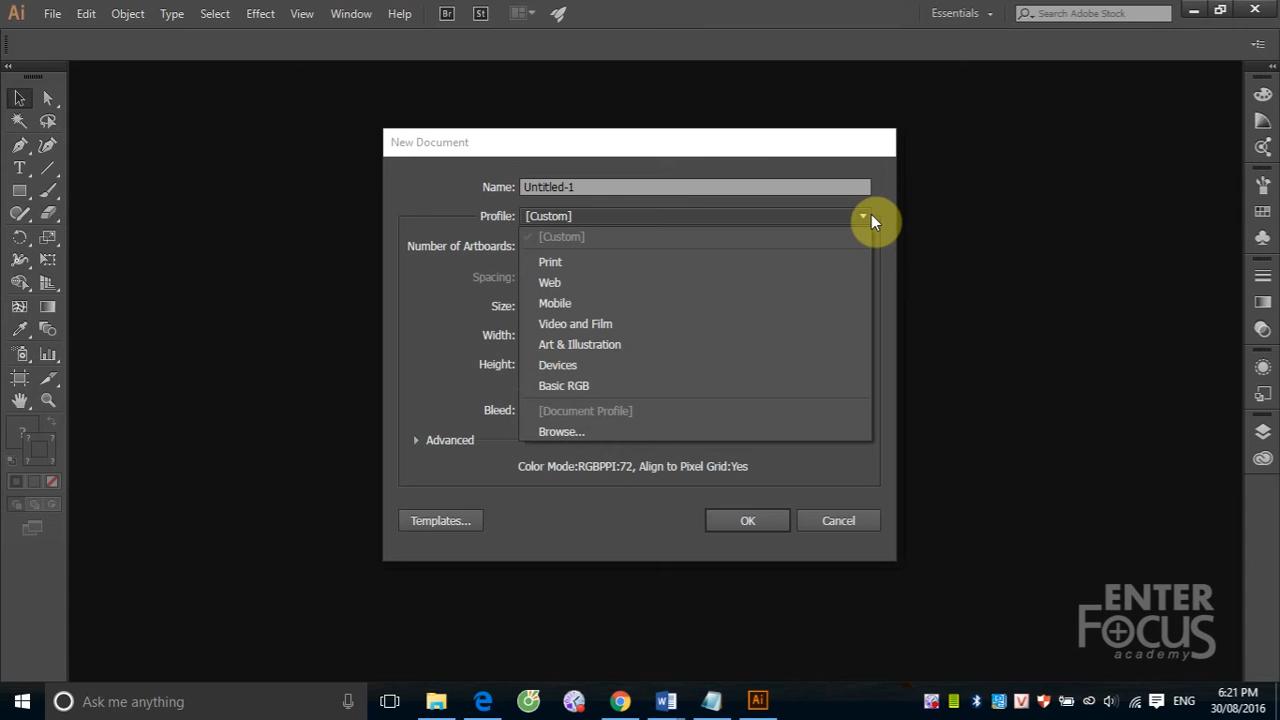 Ai File Edit Object Type Select Effect View Window Help Br St Essentials Search Adobe Stock
New Document
Name: Untitled-1
Profile: [Custom]
[Custom]
Number of Artboards:
Print
Spacing:
Web
Size:
Mobile
Width:
Video and Film
Art & Illustration
Height:
Devices
Basic RGB
Bleed:
[Document Profile]
Advanced
Browse...
Color Mode:RGBPPI:72, Align to Pixel Grid:Yes
Templates... OK Cancel
ENTER
FOCUS
academy
Ask me anything
ENG
6:21 PM
30/08/2016